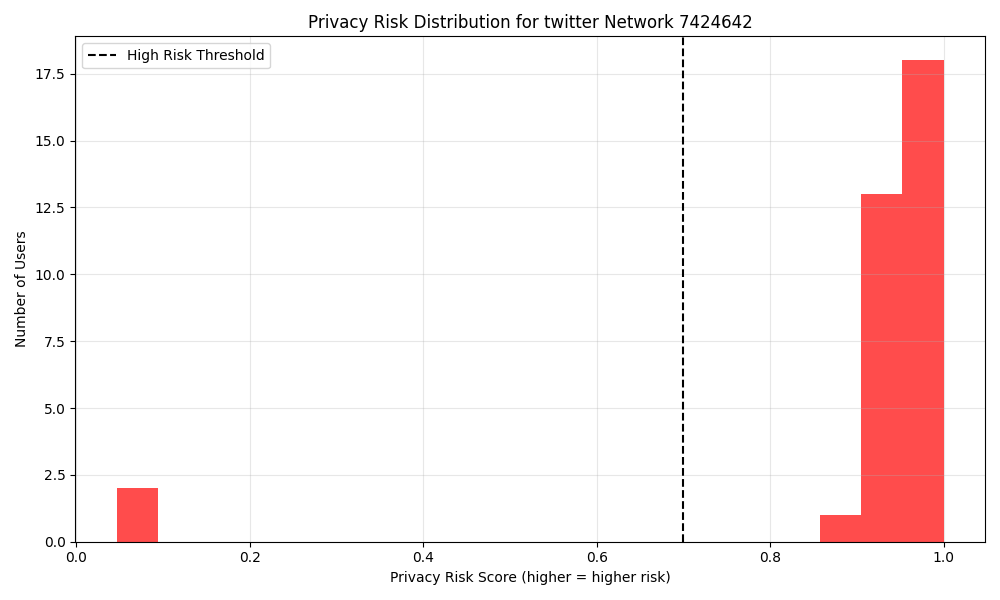 Privacy Risk Distribution for twitter Network 7424642
High Risk Threshold
17.5
15.0
12.5
10.0
7.5
5.0
2.5
0.0
Number of Users
0.0 0.2 0.4 0.6 0.8 1.0
Privacy Risk Score (higher = higher risk)